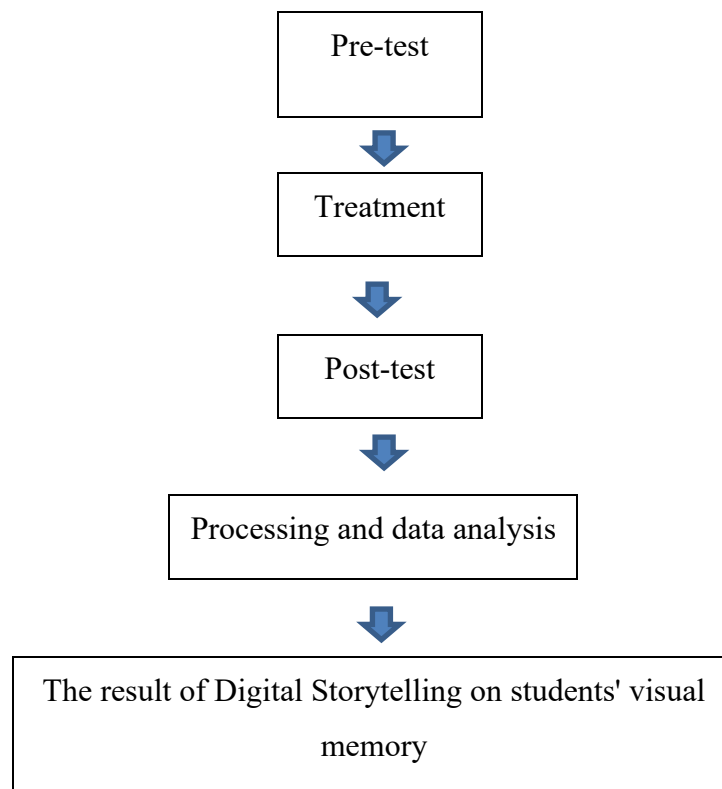 Pre-test
Treatment
Post-test
Processing and data analysis
The result of Digital Storytelling on students' visual
memory